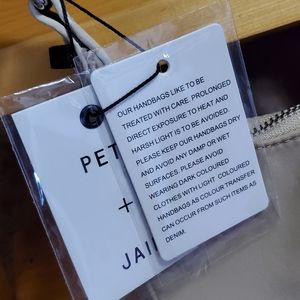 OUR HANDBAGS LIKE TO BE
TREATED WITH CARE. PROLONGED
DIRECT EXPOSURE TO HEAT AND
HARSH LIGHT IS TO BE AVOIDED.
PLEASE KEEP OUR HANDBAGS DRY
AND AVOID ANY DAMP OR WET
SURFACES. PLEASE AVOID
WEARING DARK COLOURED
CLOTHES WITH LIGHT COLOURED
HANDBAGS AS COLOUR TRANSFER
CAN OCCUR FROM SUCH ITEMS AS
DENIM.
PET
+
JAI